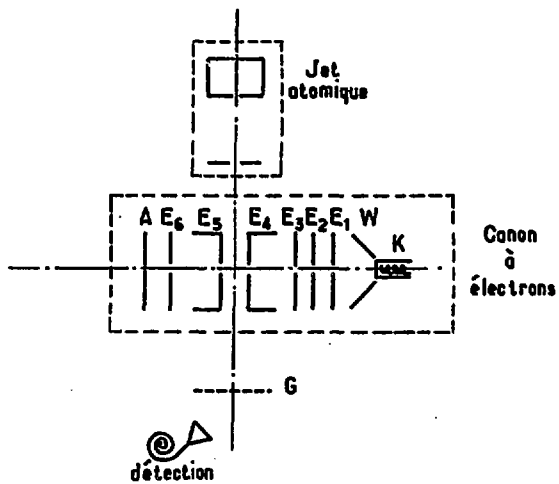 Jet
atomique
A E6 E5 E4 E3 E2 E1 W
K
Canon
à
électrons
G
détection